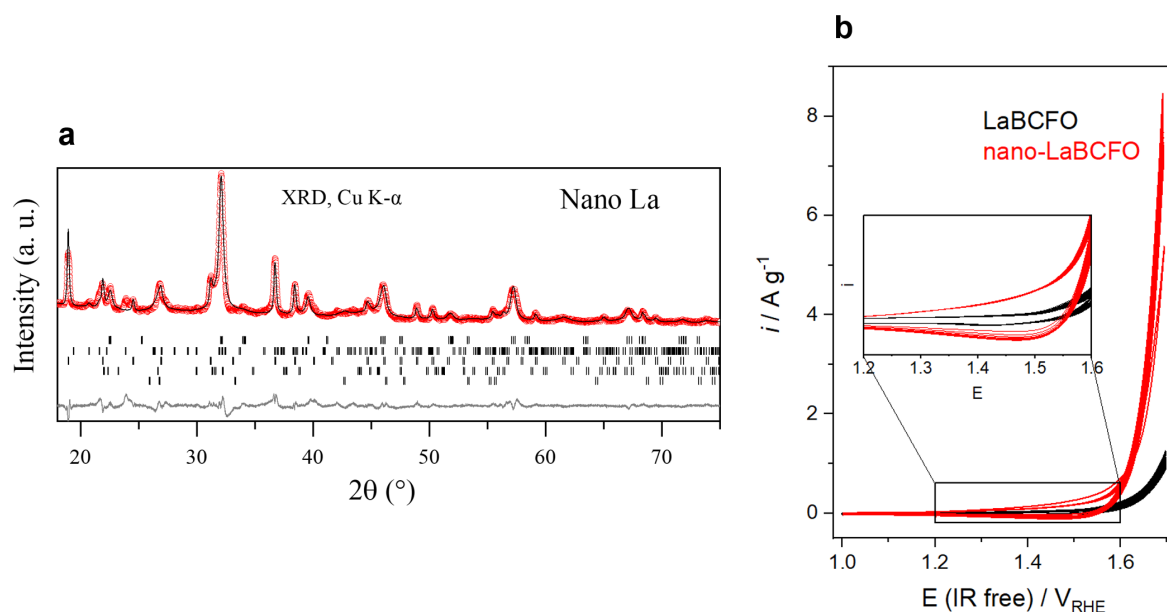 a
XRD, Cu K-α
Nano La
Intensity (a. u.)
20
30
40
50
60
70
2θ (°)
b
LaBCFO
nano-LaBCFO
8
6
4
2
0
i / A g-1
1.0
1.2
1.4
1.6
E (IR free) / VRHE
i
1.2
1.3
1.4
1.5
1.6
E